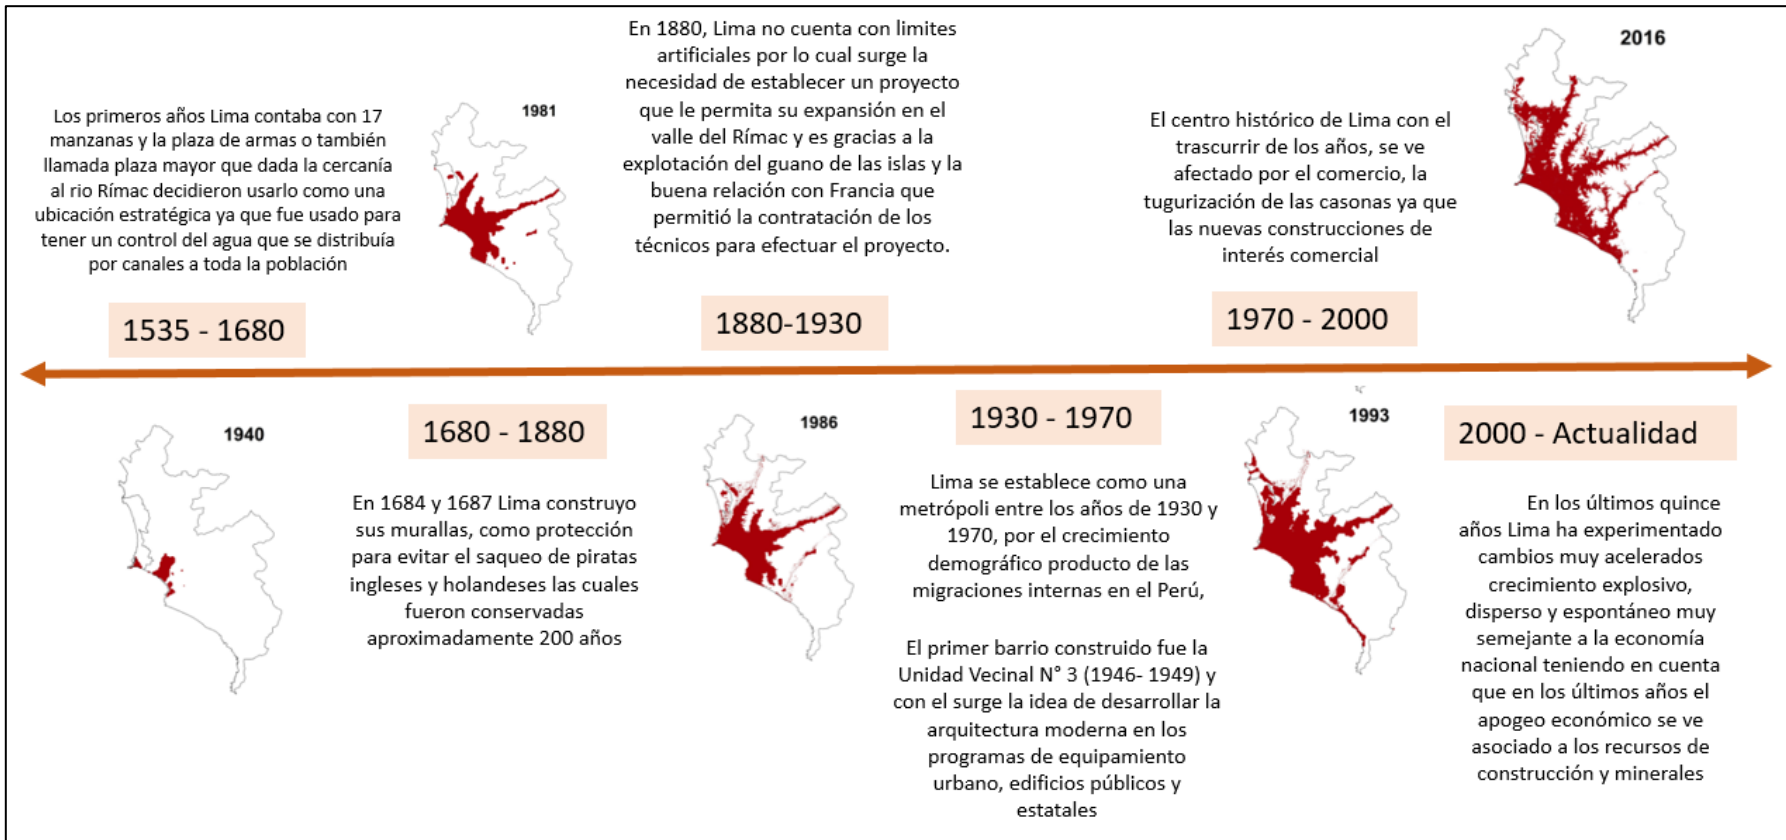 Los primeros años Lima contaba con 17
manzanas y la plaza de armas o también
llamada plaza mayor que dada la cercanía
al rio Rímac decidieron usarlo como una
ubicación estratégica ya que fue usado para
tener un control del agua que se distribuía
por canales a toda la población
1535 - 1680
1981
En 1880, Lima no cuenta con limites
artificiales por lo cual surge la
necesidad de establecer un proyecto
que le permita su expansión en el
valle del Rímac y es gracias a la
explotación del guano de las islas y la
buena relación con Francia que
permitió la contratación de los
técnicos para efectuar el proyecto.
1880-1930
El centro histórico de Lima con el
trascurrir de los años, se ve
afectado por el comercio, la
tugurización de las casonas ya que
las nuevas construcciones de
interés comercial
1970 - 2000
2016
1940
1680 - 1880
En 1684 y 1687 Lima construyo
sus murallas, como protección
para evitar el saqueo de piratas
ingleses y holandeses las cuales
fueron conservadas
aproximadamente 200 años
1986
1930 - 1970
Lima se establece como una
metrópoli entre los años de 1930 y
1970, por el crecimiento
demográfico producto de las
migraciones internas en el Perú,
El primer barrio construido fue la
Unidad Vecinal N° 3 (1946- 1949) y
con el surge la idea de desarrollar la
arquitectura moderna en los
programas de equipamiento
urbano, edificios públicos y
estatales
1993
2000 - Actualidad
En los últimos quince
años Lima ha experimentado
cambios muy acelerados
crecimiento explosivo,
disperso y espontáneo muy
semejante a la economía
nacional teniendo en cuenta
que en los últimos años el
apogeo económico se ve
asociado a los recursos de
construcción y minerales